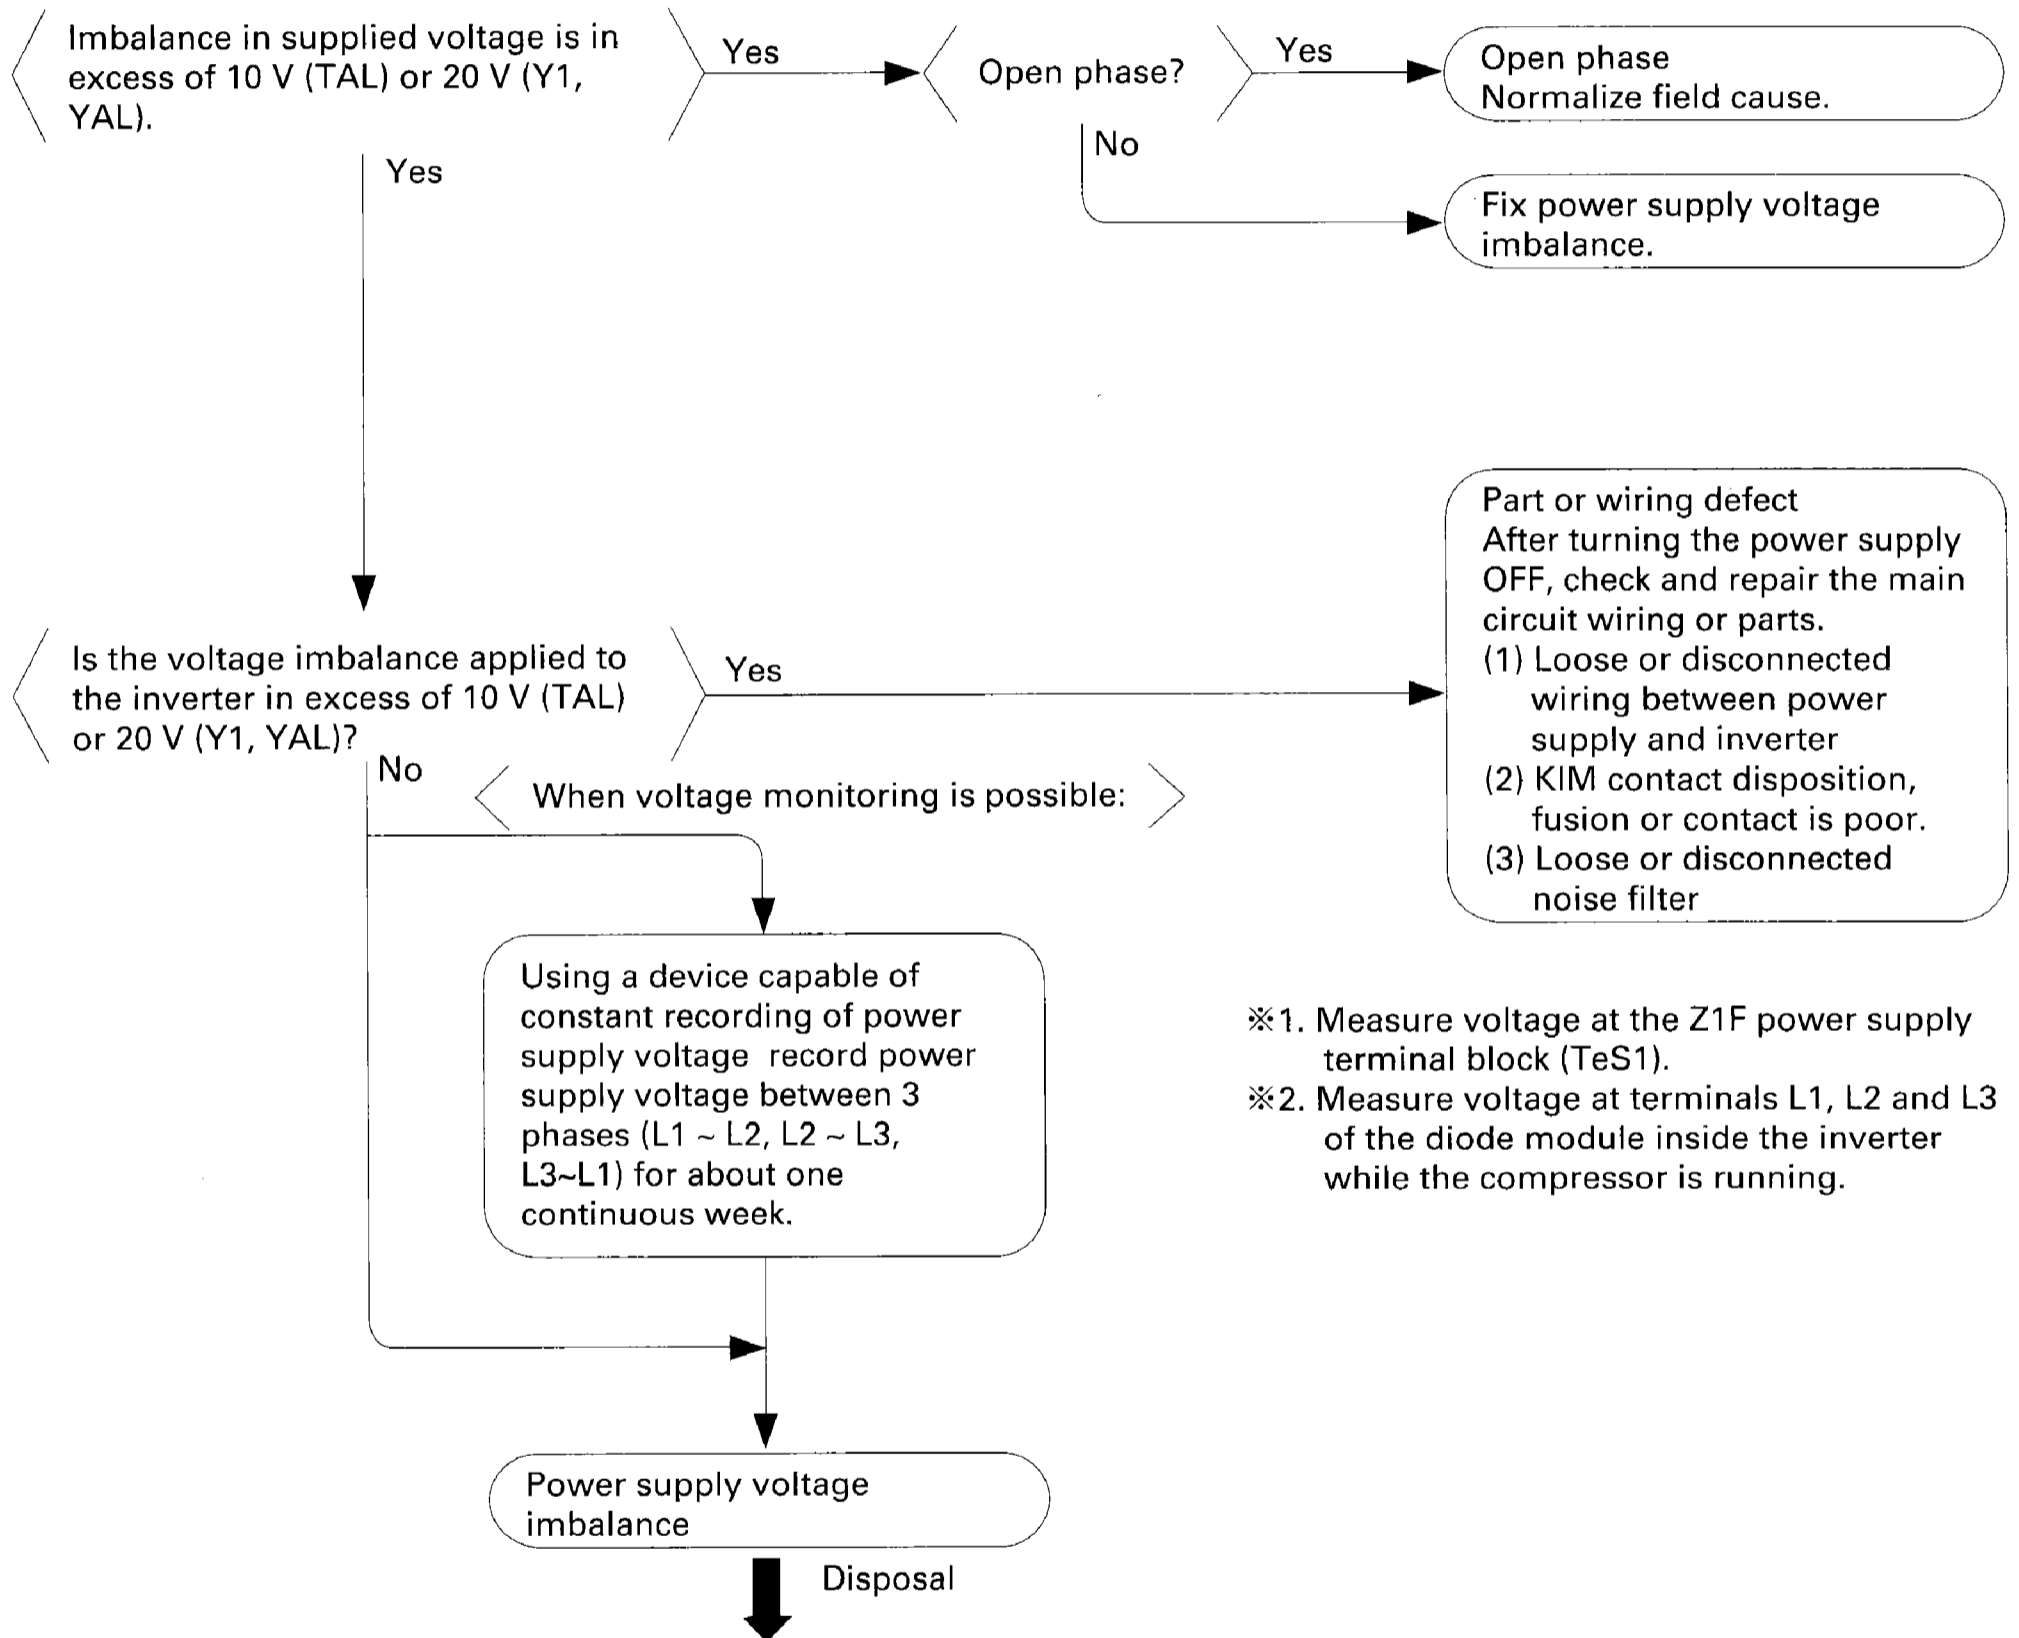 Imbalance in supplied voltage is in
excess of 10 V (TAL) or 20 V (Y1,
YAL).
Yes
Open phase?
Yes
Open phase
Normalize field cause.
No
Fix power supply voltage
imbalance.
Yes
Is the voltage imbalance applied to
the inverter in excess of 10 V (TAL)
or 20 V (Y1, YAL)?
Yes
Part or wiring defect
After turning the power supply
OFF, check and repair the main
circuit wiring or parts.
(1) Loose or disconnected
wiring between power
supply and inverter
(2) KIM contact disposition,
fusion or contact is poor.
(3) Loose or disconnected
noise filter
No
When voltage monitoring is possible:
Using a device capable of
constant recording of power
supply voltage record power
supply voltage between 3
phases (L1 ~ L2, L2 ~ L3,
L3~L1) for about one
continuous week.
※1. Measure voltage at the Z1F power supply
terminal block (TeS1).
※2. Measure voltage at terminals L1, L2 and L3
of the diode module inside the inverter
while the compressor is running.
Power supply voltage
imbalance
Disposal